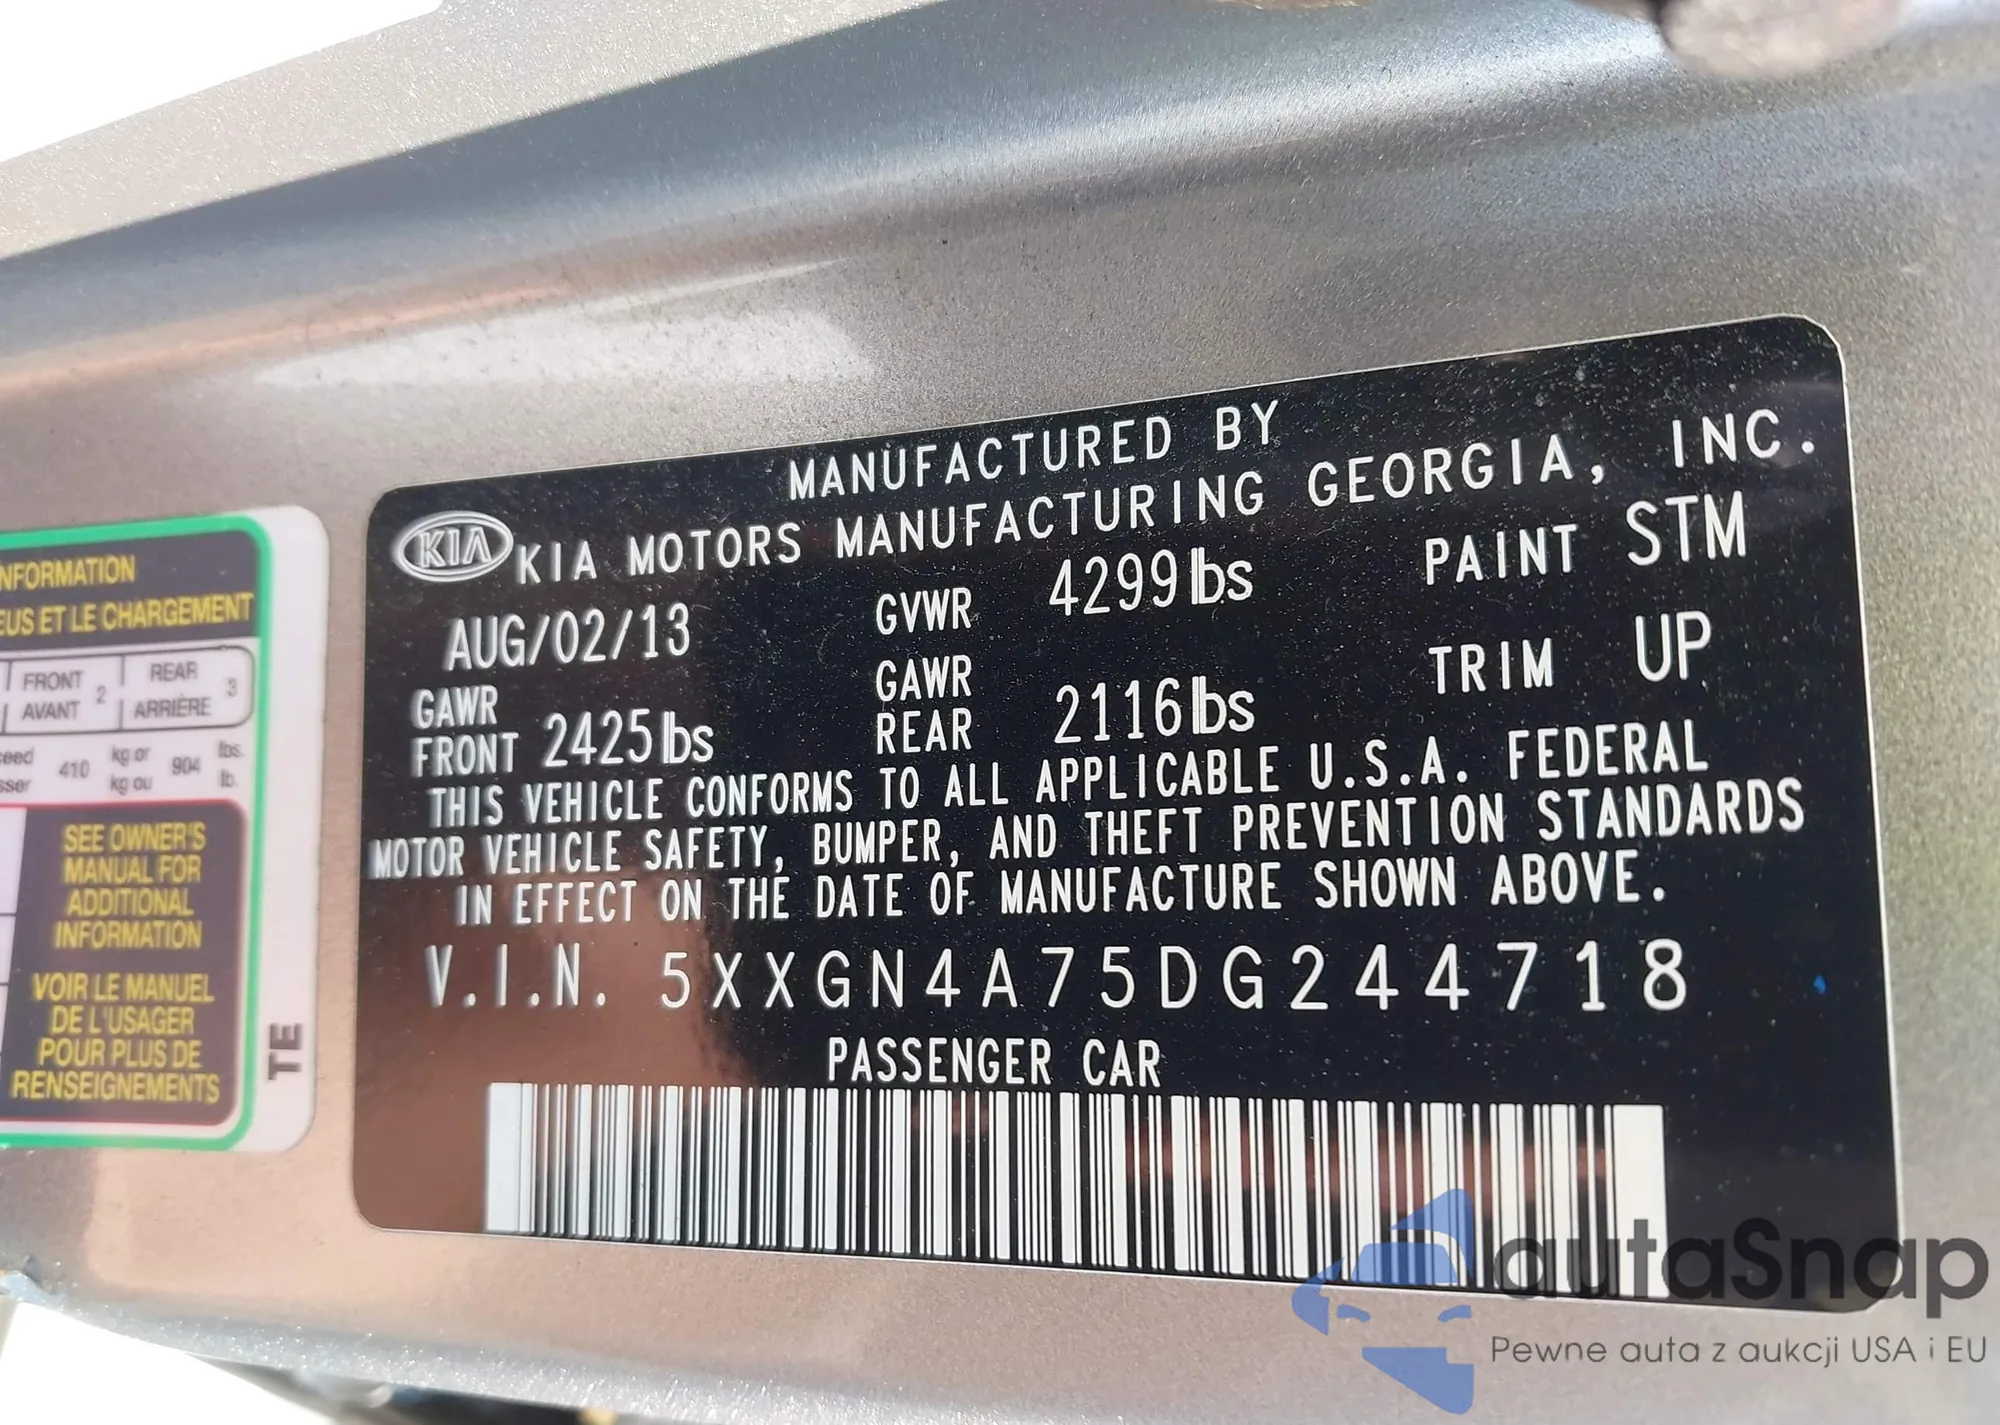 MANUFACTURED BY
KIA KIA MOTORS MANUFACTURING GEORGIA, INC.
AUG/02/13 GVWR 4299lbs PAINT STM
GAWR FRONT 2425lbs GAWR REAR 2116lbs TRIM UP
THIS VEHICLE CONFORMS TO ALL APPLICABLE U.S.A. FEDERAL
MOTOR VEHICLE SAFETY, BUMPER, AND THEFT PREVENTION STANDARDS
IN EFFECT ON THE DATE OF MANUFACTURE SHOWN ABOVE.
V.I.N. 5XXGN4A75DG244718
PASSENGER CAR
NFORMATION
EUS ET LE CHARGEMENT
FRONT AVANT 2 REAR ARRIÈRE 3
410 kg or kg ou 904 lbs. lb.
SEE OWNER'S
MANUAL FOR
ADDITIONAL
INFORMATION
VOIR LE MANUEL
DE L'USAGER
POUR PLUS DE
RENSEIGNEMENTS
TE
autaSnap
Pewne auta z aukcji USA i EU